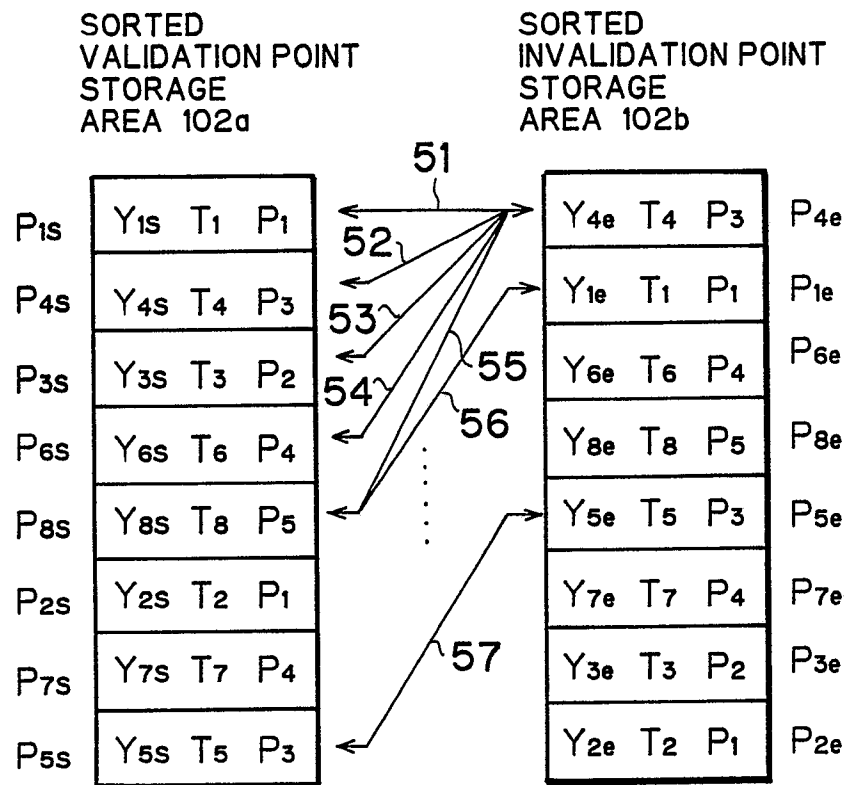 SORTED
VALIDATION POINT
STORAGE
AREA 102a
SORTED
INVALIDATION POINT
STORAGE
AREA 102b
P1s Y1s T1 P1
P4s Y4s T4 P3
P3s Y3s T3 P2
P6s Y6s T6 P4
P8s Y8s T8 P5
P2s Y2s T2 P1
P7s Y7s T7 P4
P5s Y5s T5 P3
51
52
53
54
55
56
57
Y4e T4 P3 P4e
Y1e T1 P1 P1e
Y6e T6 P4 P6e
Y8e T8 P5 P8e
Y5e T5 P3 P5e
Y7e T7 P4 P7e
Y3e T3 P2 P3e
Y2e T2 P1 P2e